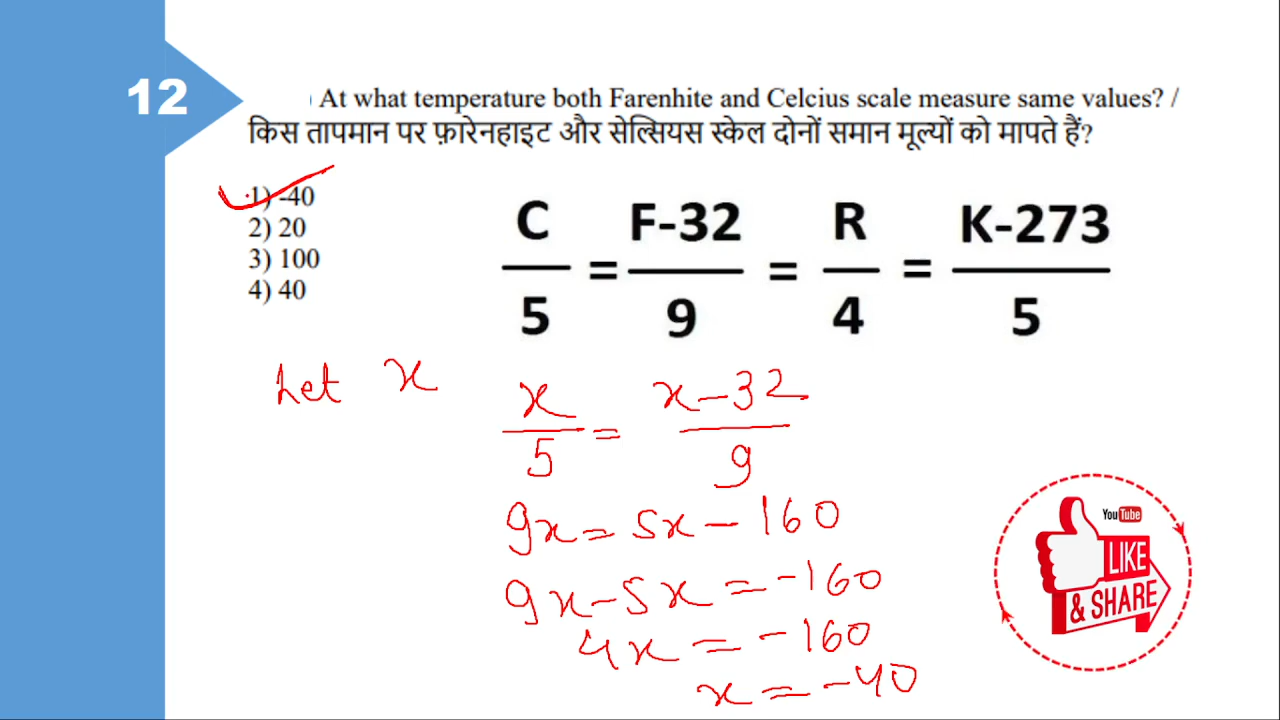 12
At what temperature both Farenhite and Celcius scale measure same values? /
किस तापमान पर फ़ारेनहाइट और सेल्सियस स्केल दोनों समान मूल्यों को मापते हैं?
1) -40
2) 20
3) 100
4) 40
C/5 = F-32/9 = R/4 = K-273/5
Let x
x/5 = x-32/9
9x = 5x - 160
9x - 5x = -160
4x = -160
x = -40
YouTube
LIKE
& SHARE